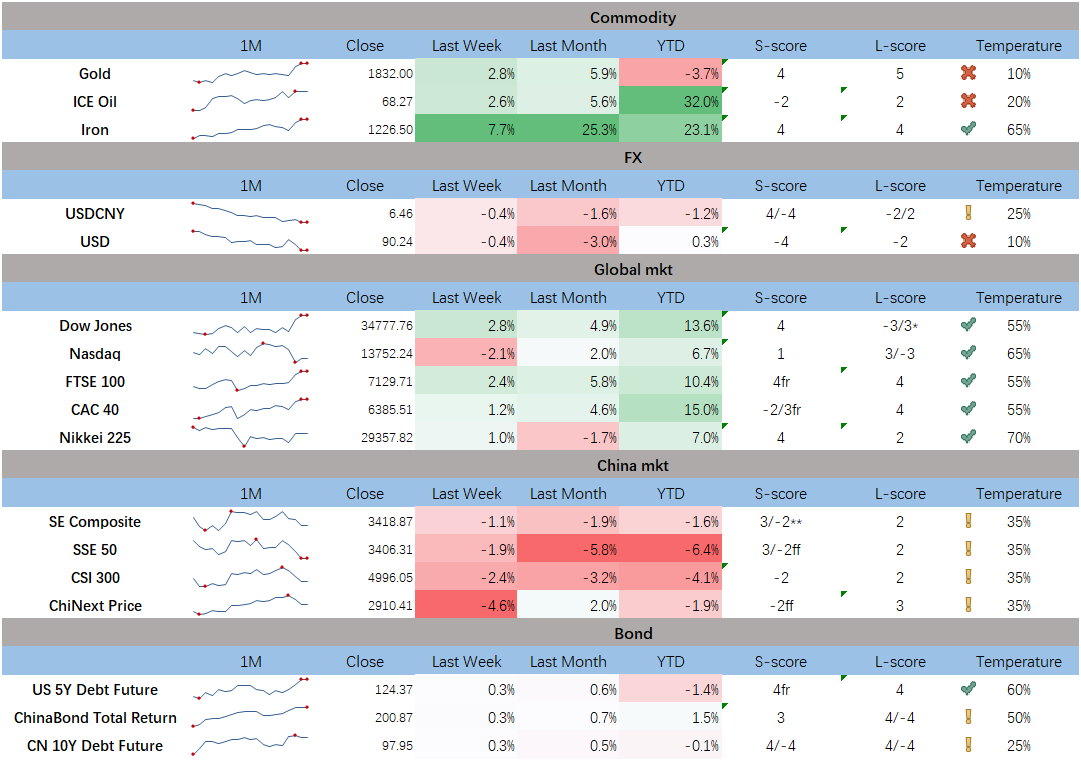 Commodity
1M Close Last Week Last Month YTD S-score L-score Temperature
Gold 1832.00 2.8% 5.9% -3.7% 4 5 10%
ICE Oil 68.27 2.6% 5.6% 32.0% -2 2 20%
Iron 1226.50 7.7% 25.3% 23.1% 4 4 65%
FX
1M Close Last Week Last Month YTD S-score L-score Temperature
USDCNY 6.46 -0.4% -1.6% -1.2% 4/-4 -2/2 25%
USD 90.24 -0.4% -3.0% 0.3% -4 -2 10%
Global mkt
1M Close Last Week Last Month YTD S-score L-score Temperature
Dow Jones 34777.76 2.8% 4.9% 13.6% 4 -3/3* 55%
Nasdaq 13752.24 -2.1% 2.0% 6.7% 1 3/-3 65%
FTSE 100 7129.71 2.4% 5.8% 10.4% 4fr 4 55%
CAC 40 6385.51 1.2% 4.6% 15.0% -2/3fr 4 55%
Nikkei 225 29357.82 1.0% -1.7% 7.0% 4 2 70%
China mkt
1M Close Last Week Last Month YTD S-score L-score Temperature
SE Composite 3418.87 -1.1% -1.9% -1.6% 3/-2** 2 35%
SSE 50 3406.31 -1.9% -5.8% -6.4% 3/-2ff 2 35%
CSI 300 4996.05 -2.4% -3.2% -4.1% -2 2 35%
ChiNext Price 2910.41 -4.6% 2.0% -1.9% -2ff 3 35%
Bond
1M Close Last Week Last Month YTD S-score L-score Temperature
US 5Y Debt Future 124.37 0.3% 0.6% -1.4% 4fr 4 60%
ChinaBond Total Return 200.87 0.3% 0.7% 1.5% 3 4/-4 50%
CN 10Y Debt Future 97.95 0.3% 0.5% -0.1% 4/-4 4/-4 25%